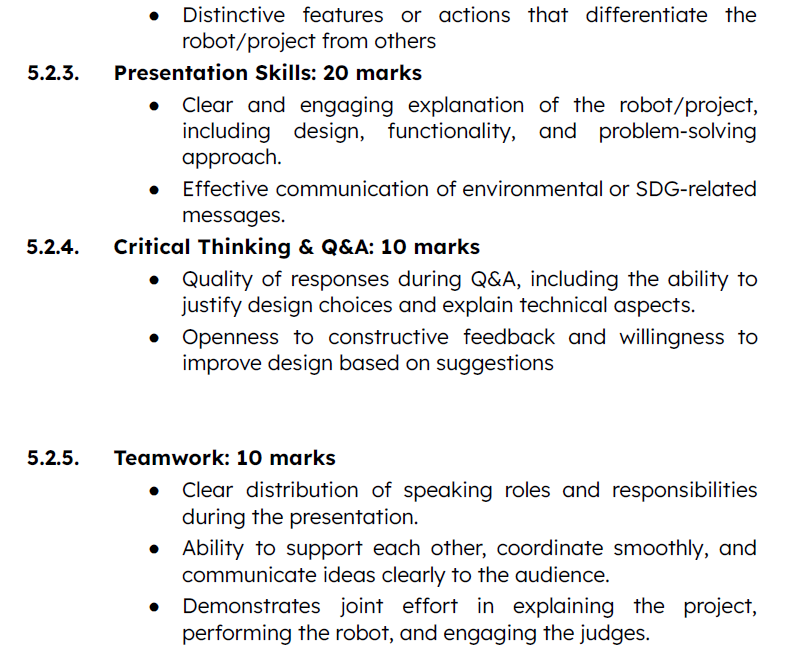 ● Distinctive features or actions that differentiate the
robot/project from others
5.2.3. Presentation Skills: 20 marks
● Clear and engaging explanation of the robot/project,
including design, functionality, and problem-solving
approach.
● Effective communication of environmental or SDG-related
messages.
5.2.4. Critical Thinking & Q&A: 10 marks
● Quality of responses during Q&A, including the ability to
justify design choices and explain technical aspects.
● Openness to constructive feedback and willingness to
improve design based on suggestions
5.2.5. Teamwork: 10 marks
● Clear distribution of speaking roles and responsibilities
during the presentation.
● Ability to support each other, coordinate smoothly, and
communicate ideas clearly to the audience.
● Demonstrates joint effort in explaining the project,
performing the robot, and engaging the judges.